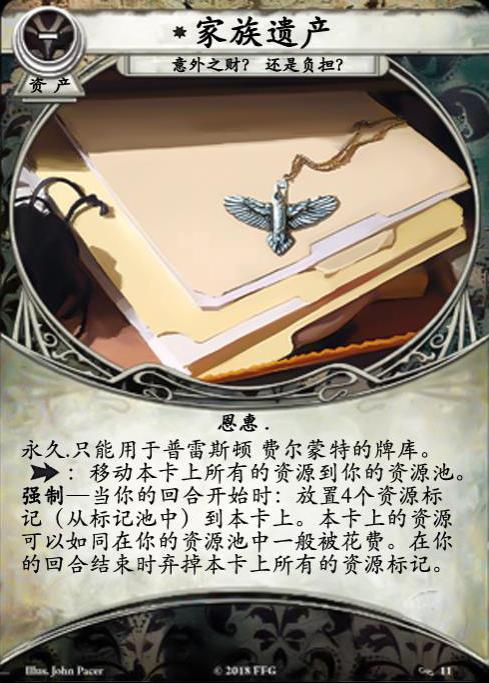 *家族遗产
意外之财？ 还是负担？
资产
恩惠.
永久.只能用于普雷斯顿 费尔蒙特的牌库。
：移动本卡上所有的资源到你的资源池。
强制—当你的回合开始时：放置4个资源标
记（从标记池中）到本卡上。本卡上的资源
可以如同在你的资源池中一般被花费。在你
的回合结束时弃掉本卡上所有的资源标记。
Illus. John Pacer © 2018 FFG 11